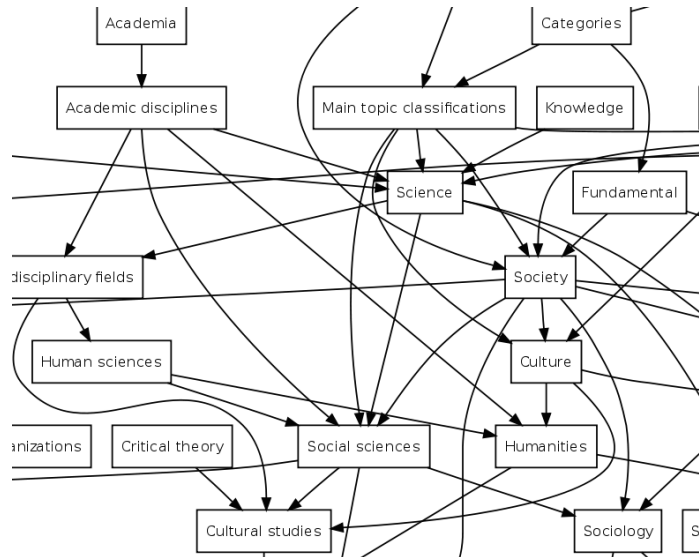 Academia
Categories
Academic disciplines
Main topic classifications
Knowledge
Science
Fundamental
disciplinary fields
Society
Human sciences
Culture
anizations
Critical theory
Social sciences
Humanities
Cultural studies
Sociology
S